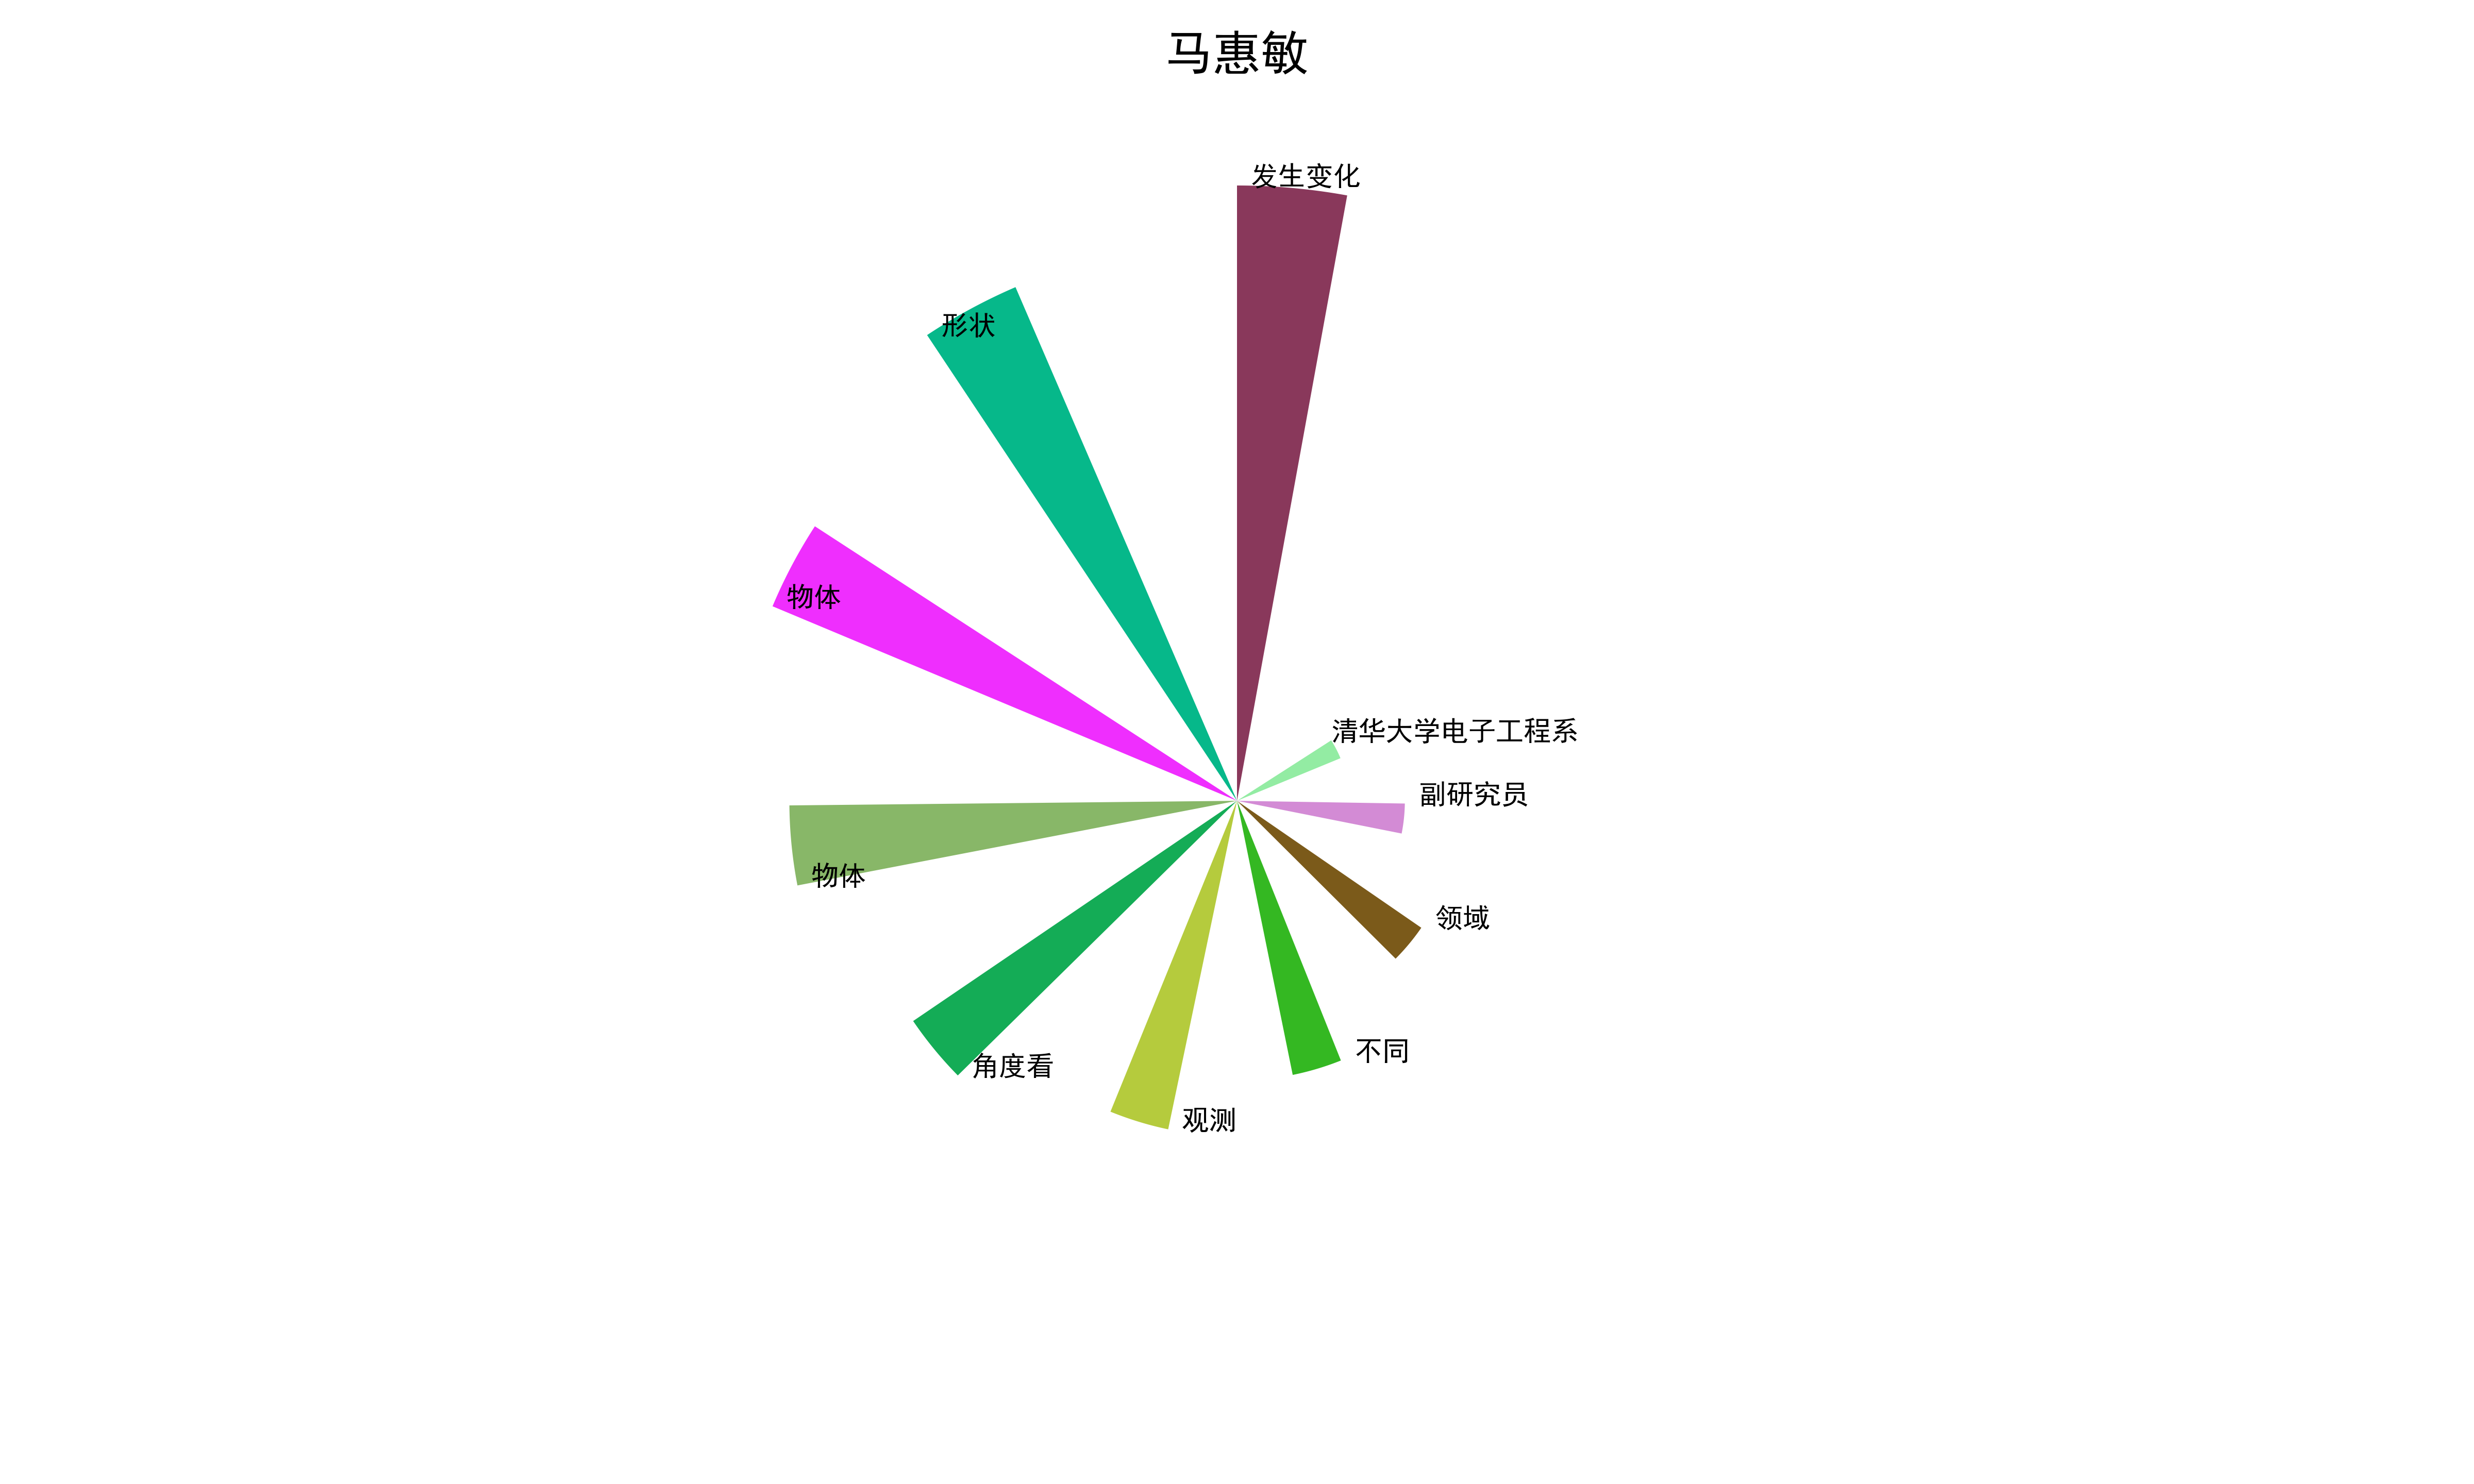 马惠敏
发生变化
形状
物体
清华大学电子工程系
副研究员
物体
领域
不同
角度看
观测